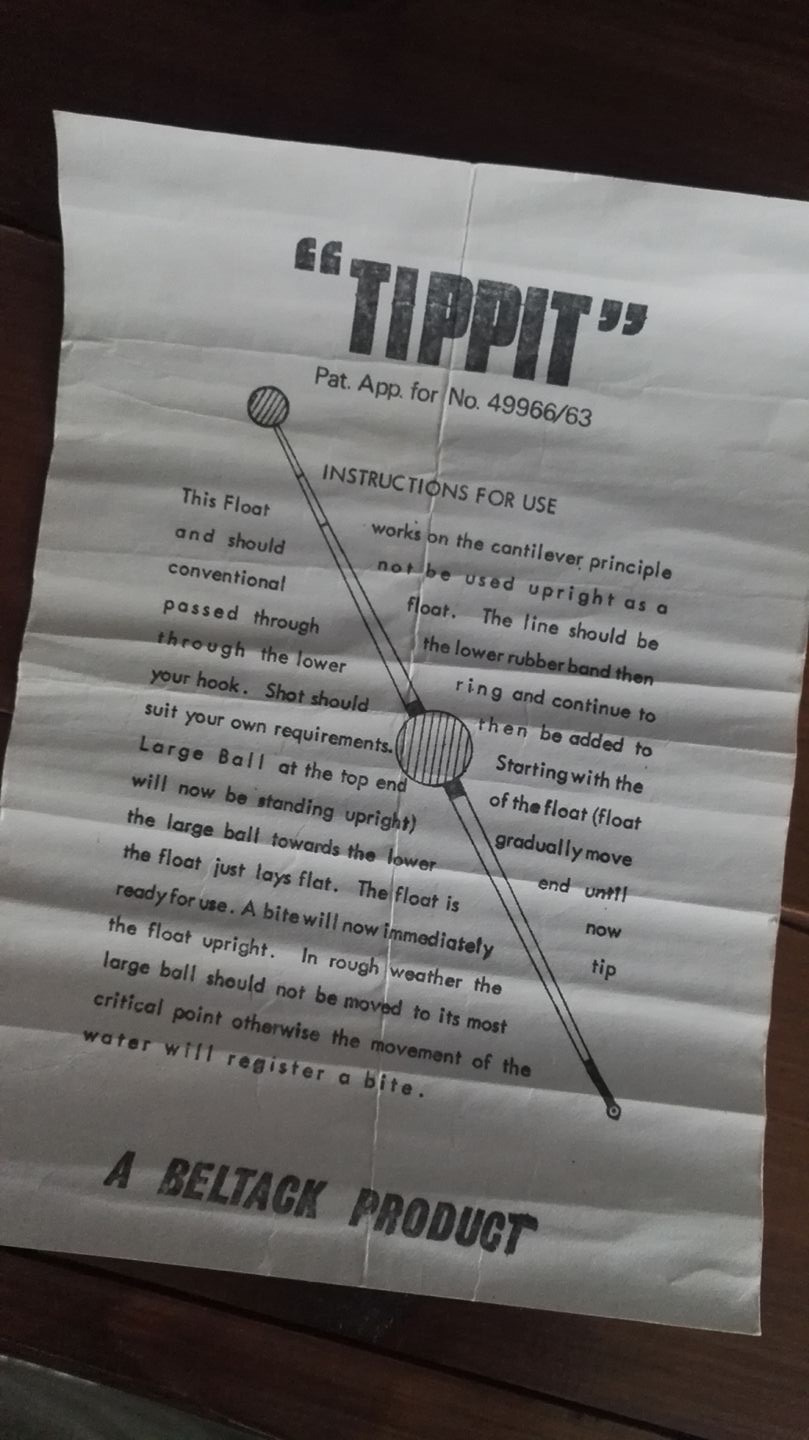 "TIPPIT"
Pat. App. for No. 49966/63
INSTRUCTIONS FOR USE
This Float works on the cantilever principle
and should not be used upright as a
conventional float. The line should be
passed through the lower rubber band then
through the lower ring and continue to
your hook. Shot should then be added to
suit your own requirements. Starting with the
Large Ball at the top end of the float (float
will now be standing upright) gradually move
the large ball towards the lower end until
the float just lays flat. The float is now
ready for use. A bite will now immediately tip
the float upright. In rough weather the
large ball should not be moved to its most
critical point otherwise the movement of the
water will register a bite.
A BELTACK PRODUCT